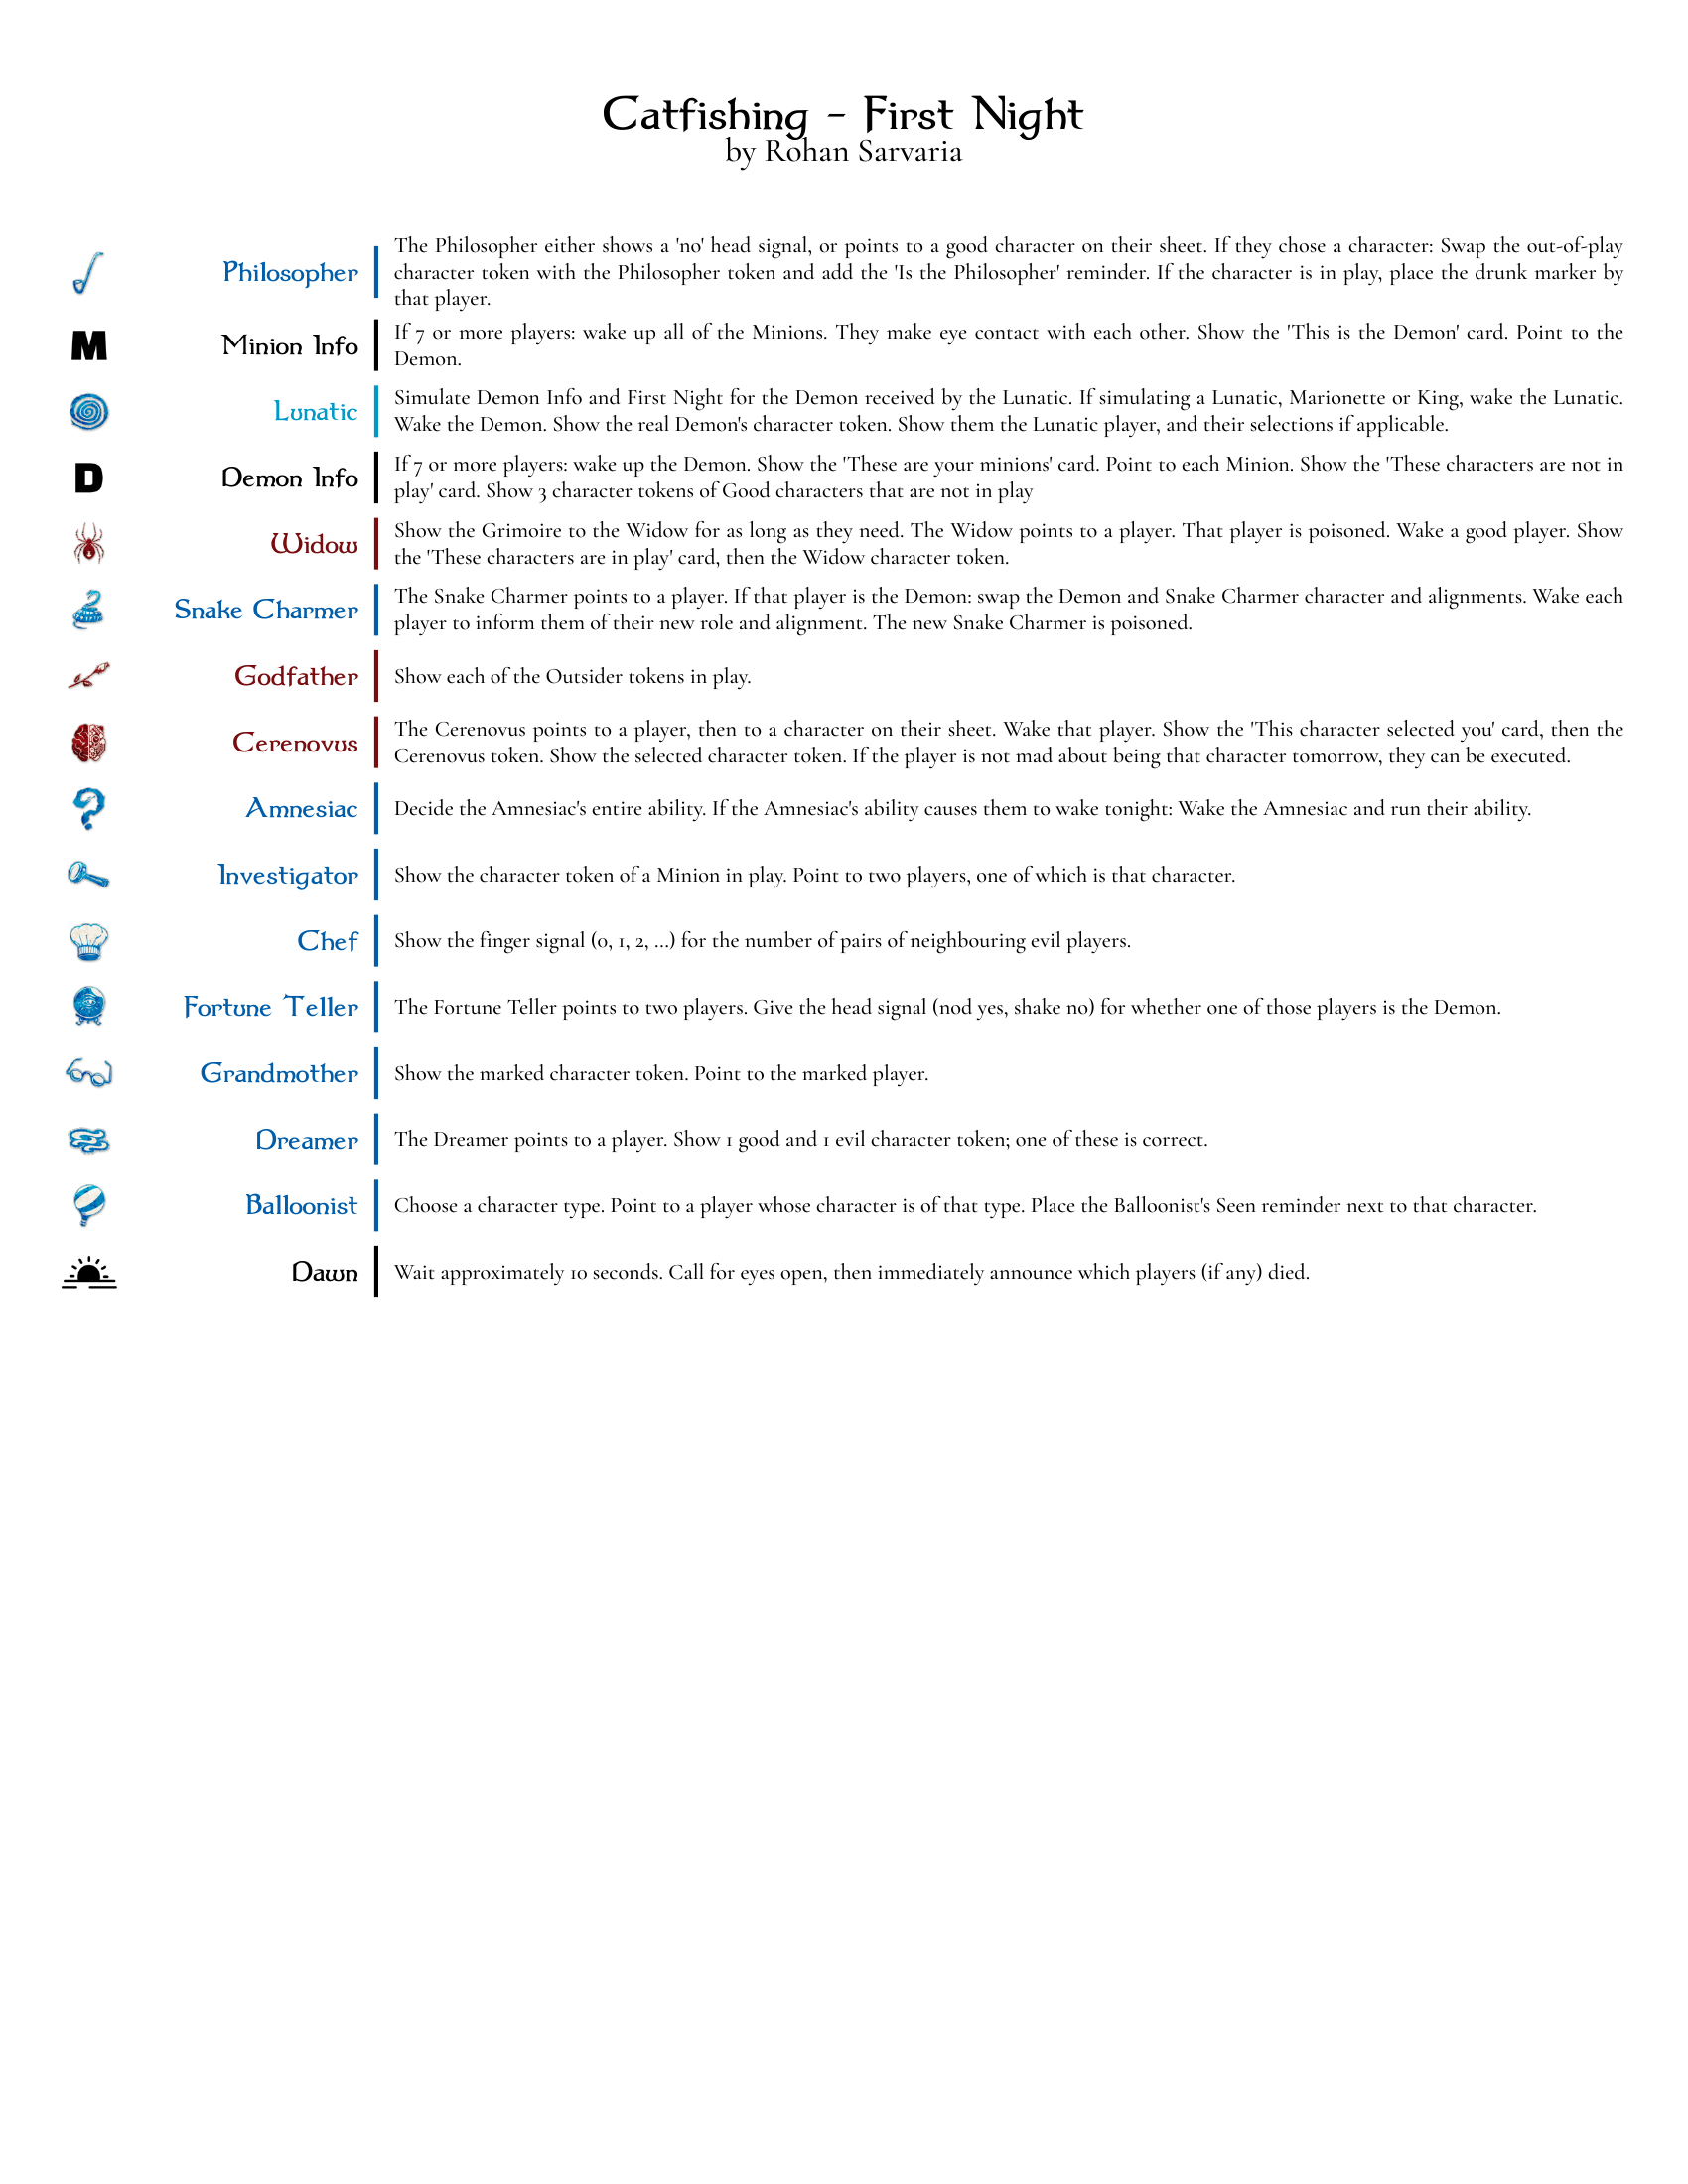 Catfishing - First Night
by Rohan Sarvaria
Philosopher
The Philosopher either shows a 'no' head signal, or points to a good character on their sheet. If they chose a character: Swap the out-of-play
character token with the Philosopher token and add the 'Is the Philosopher' reminder. If the character is in play, place the drunk marker by
that player.
M
Minion Info
If 7 or more players: wake up all of the Minions. They make eye contact with each other. Show the 'This is the Demon' card. Point to the
Demon.
Lunatic
Simulate Demon Info and First Night for the Demon received by the Lunatic. If simulating a Lunatic, Marionette or King, wake the Lunatic.
Wake the Demon. Show the real Demon's character token. Show them the Lunatic player, and their selections if applicable.
D
Demon Info
If 7 or more players: wake up the Demon. Show the 'These are your minions' card. Point to each Minion. Show the 'These characters are not in
play' card. Show 3 character tokens of Good characters that are not in play
Widow
Show the Grimoire to the Widow for as long as they need. The Widow points to a player. That player is poisoned. Wake a good player. Show
the 'These characters are in play' card, then the Widow character token.
Snake Charmer
The Snake Charmer points to a player. If that player is the Demon: swap the Demon and Snake Charmer character and alignments. Wake each
player to inform them of their new role and alignment. The new Snake Charmer is poisoned.
Godfather
Show each of the Outsider tokens in play.
Cerenovus
The Cerenovus points to a player, then to a character on their sheet. Wake that player. Show the 'This character selected you' card, then the
Cerenovus token. Show the selected character token. If the player is not mad about being that character tomorrow, they can be executed.
Amnesiac
Decide the Amnesiac's entire ability. If the Amnesiac's ability causes them to wake tonight: Wake the Amnesiac and run their ability.
Investigator
Show the character token of a Minion in play. Point to two players, one of which is that character.
Chef
Show the finger signal (0, 1, 2, ...) for the number of pairs of neighbouring evil players.
Fortune Teller
The Fortune Teller points to two players. Give the head signal (nod yes, shake no) for whether one of those players is the Demon.
Grandmother
Show the marked character token. Point to the marked player.
Dreamer
The Dreamer points to a player. Show 1 good and 1 evil character token; one of these is correct.
Balloonist
Choose a character type. Point to a player whose character is of that type. Place the Balloonist's Seen reminder next to that character.
Dawn
Wait approximately 10 seconds. Call for eyes open, then immediately announce which players (if any) died.